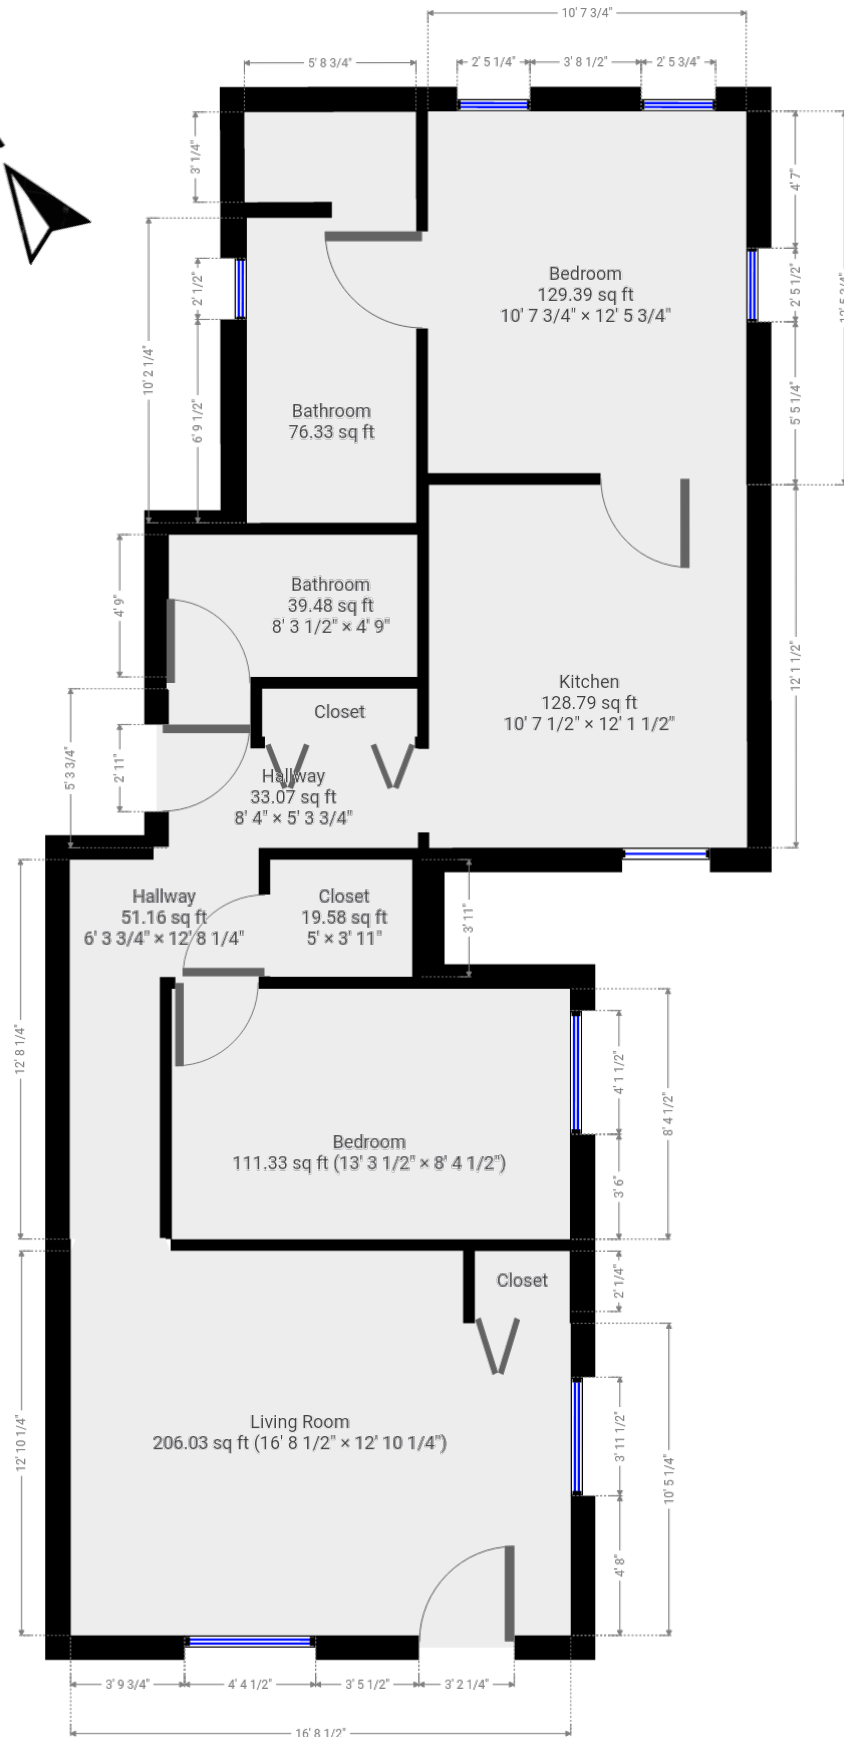 10' 7 3/4"
5' 8 3/4"
2' 5 1/4"
3' 8 1/2"
2' 5 3/4"
3' 1/4"
4' 7"
2' 1/2"
2' 5 1/2"
Bedroom
129.39 sq ft
10' 7 3/4" × 12' 5 3/4"
10' 2 1/4"
6' 9 1/2"
5' 5 1/4"
Bathroom
76.33 sq ft
4' 9"
Bathroom
39.48 sq ft
8' 3 1/2" × 4' 9"
12' 1 1/2"
Kitchen
128.79 sq ft
10' 7 1/2" × 12' 1 1/2"
Closet
5' 3 3/4"
2' 11"
Hallway
33.07 sq ft
8' 4" × 5' 3 3/4"
Hallway
51.16 sq ft
6' 3 3/4" × 12' 8 1/4"
Closet
19.58 sq ft
5' × 3' 11"
3' 11"
12' 8 1/4"
4' 1 1/2"
8' 4 1/2"
3' 6"
Bedroom
111.33 sq ft (13' 3 1/2" × 8' 4 1/2")
Closet
2' 1/4"
12' 10 1/4"
Living Room
206.03 sq ft (16' 8 1/2" × 12' 10 1/4")
3' 11 1/2"
10' 5 1/4"
4' 8"
3' 9 3/4"
4' 4 1/2"
3' 5 1/2"
3' 2 1/4"
16' 8 1/2"